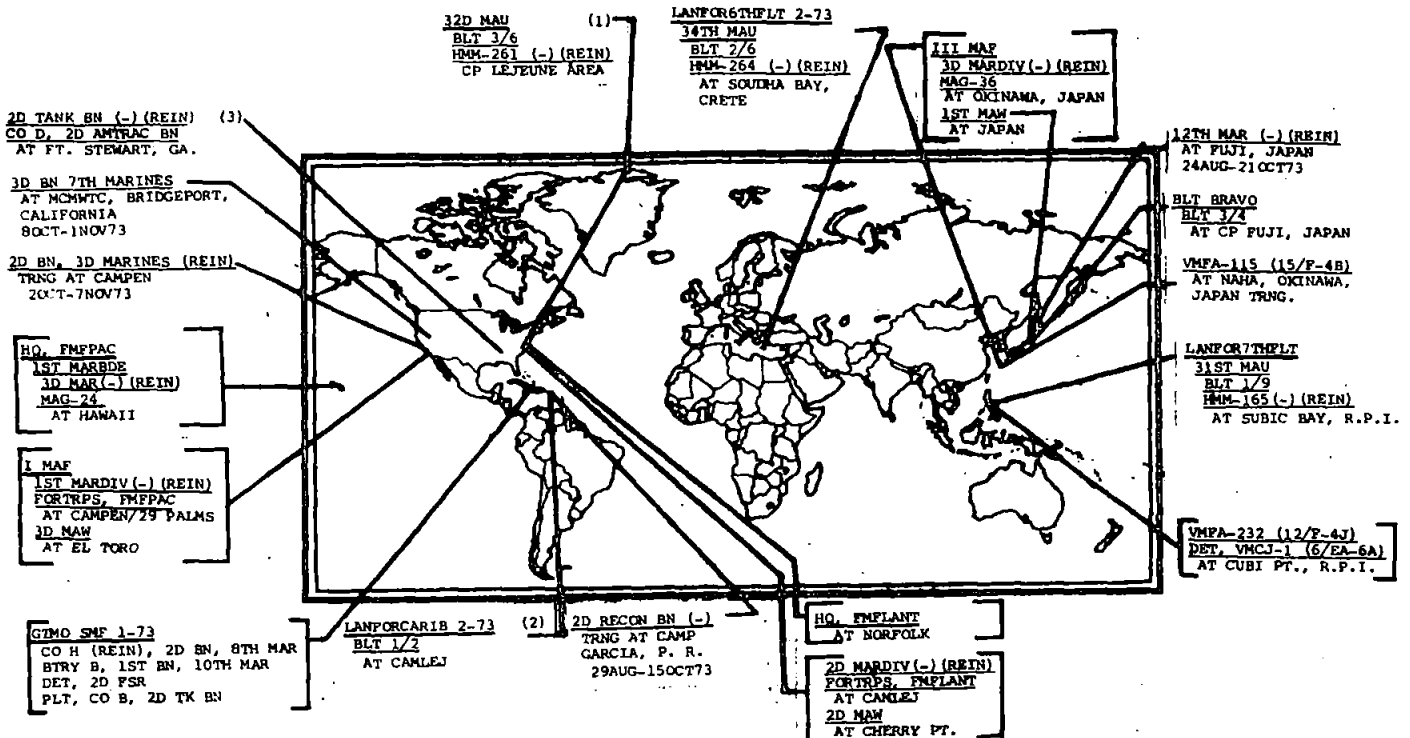 32D MAU (1)
BLT 3/6
HMM-261 (-) (REIN)
CP LEJEUNE AREA
LANFOR6THFLT 2-73
34TH MAU
BLT 2/6
HMM-264 (-) (REIN)
AT SOUDHA BAY,
CRETE
III MAF
3D MARDIV (-) (REIN)
MAG-36
AT OKINAWA, JAPAN
1ST MAW
AT JAPAN
2D TANK BN (-) (REIN) (3)
CO D, 2D AMTRAC BN
AT FT. STEWART, GA.
12TH MAR (-) (REIN)
AT FUJI, JAPAN
24AUG-21OCT73
3D BN 7TH MARINES
AT MCMWTC, BRIDGEPORT,
CALIFORNIA
8OCT-1NOV73
BLT BRAVO
BLT 3/4
AT CP FUJI, JAPAN
2D BN, 3D MARINES (REIN)
TRNG AT CAMPEN
2OCT-7NOV73
VMFA-115 (15/F-4B)
AT NAHA, OKINAWA,
JAPAN TRNG.
HQ, FMFPAC
1ST MARBDE
3D MAR (-) (REIN)
MAG-24
AT HAWAII
LANFOR7THFLT
31ST MAU
BLT 1/9
HMM-165 (-) (REIN)
AT SUBIC BAY, R.P.I.
I MAF
1ST MARDIV (-) (REIN)
FORTRPS, FMFPAC
AT CAMPEN/29 PALMS
3D MAW
AT EL TORO
VMFA-232 (12/F-4J)
DET, VMCJ-1 (6/EA-6A)
AT CUBI PT., R.P.I.
GTMO SMF 1-73
CO H (REIN), 2D BN, 8TH MAR
BTRY B, 1ST BN, 10TH MAR
DET, 2D FSR
PLT, CO B, 2D TK BN
LANFORCARIB 2-73 (2)
BLT 1/2
AT CAMLEJ
2D RECON BN (-)
TRNG AT CAMP
GARCIA, P. R.
29AUG-15OCT73
HQ, FMFLANT
AT NORFOLK
2D MARDIV (-) (REIN)
FORTRPS, FMFLANT
AT CAMLEJ
2D MAW
AT CHERRY PT.